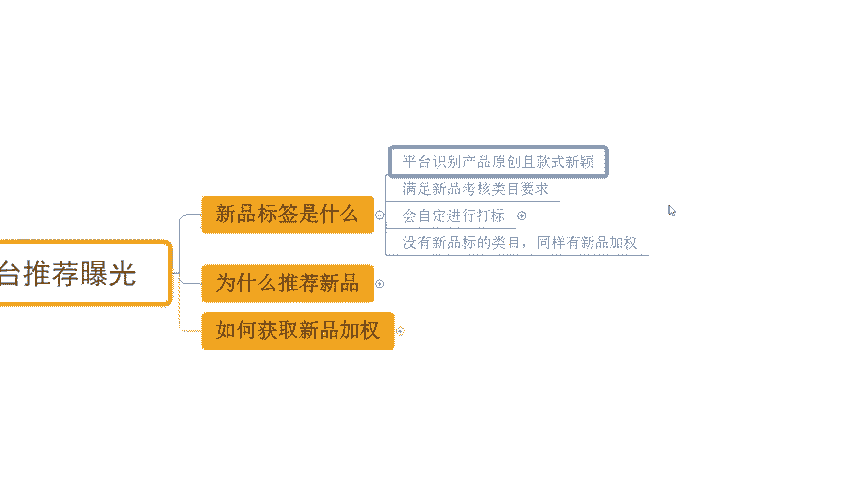 平台识别产品原创且款式新颖
满足新品考核类目要求
新品标签是什么
会自定进行打标
没有新品标的类目，同样有新品加权
台推荐曝光
为什么推荐新品
如何获取新品加权